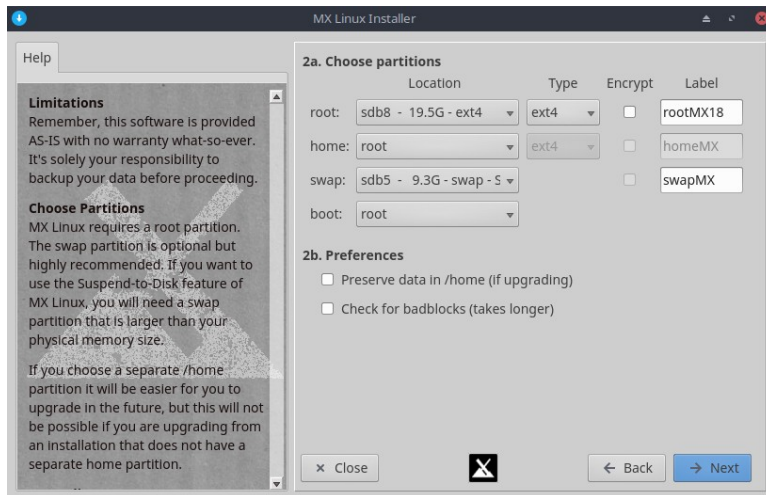 MX Linux Installer
Help
Limitations
Remember, this software is provided
AS-IS with no warranty what-so-ever.
It's solely your responsibility to
backup your data before proceeding.
Choose Partitions
MX Linux requires a root partition.
The swap partition is optional but
highly recommended. If you want to
use the Suspend-to-Disk feature of
MX Linux, you will need a swap
partition that is larger than your
physical memory size.
If you choose a separate /home
partition it will be easier for you to
upgrade in the future, but this will not
be possible if you are upgrading from
an installation that does not have a
separate home partition.
2a. Choose partitions
Location Type Encrypt Label
root: sdb8 - 19.5G - ext4 ext4 rootMX18
home: root ext4 homeMX
swap: sdb5 - 9.3G - swap - S swapMX
boot: root
2b. Preferences
Preserve data in /home (if upgrading)
Check for badblocks (takes longer)
Close
Back
Next